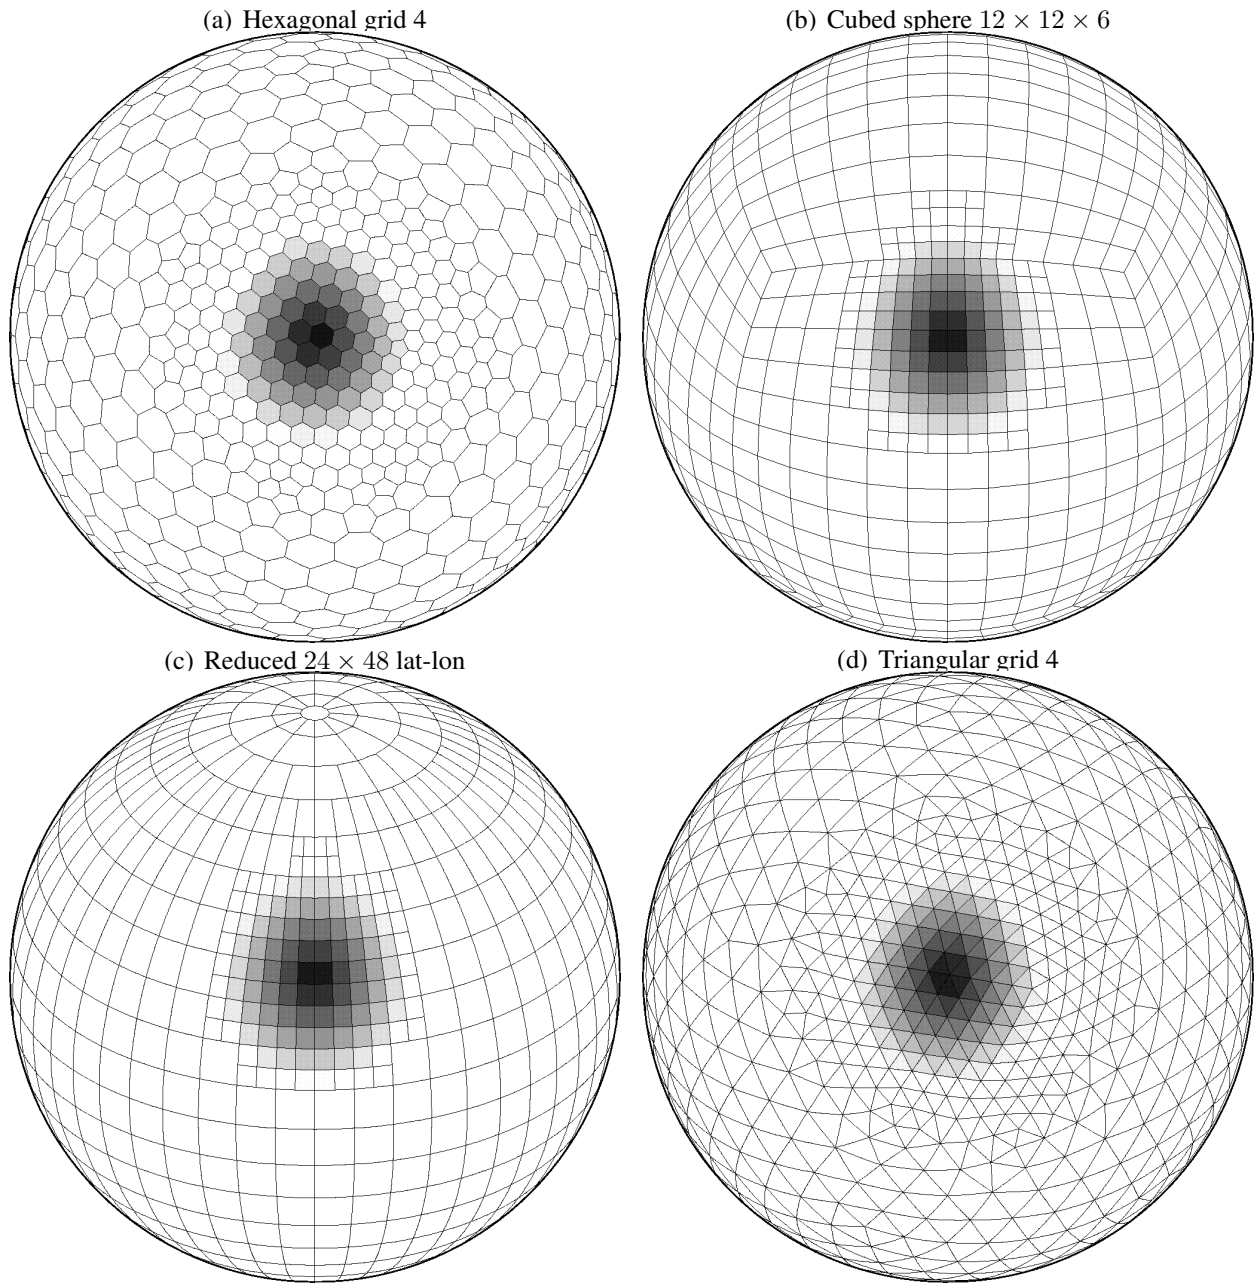 (a) Hexagonal grid 4
(b) Cubed sphere 12 × 12 × 6
(c) Reduced 24 × 48 lat-lon
(d) Triangular grid 4